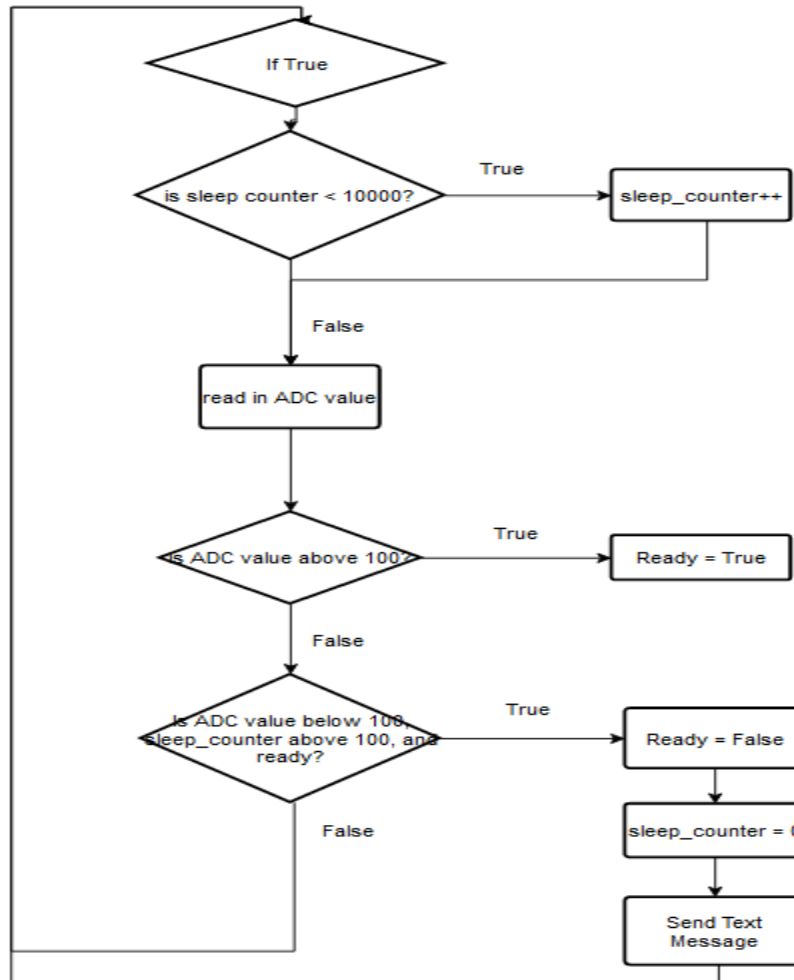 If True
is sleep counter < 10000?
True
sleep_counter++
False
read in ADC value
Is ADC value above 100?
True
Ready = True
False
Is ADC value below 100,
sleep_counter above 100, and
ready?
True
Ready = False
sleep_counter = 0
False
Send Text
Message